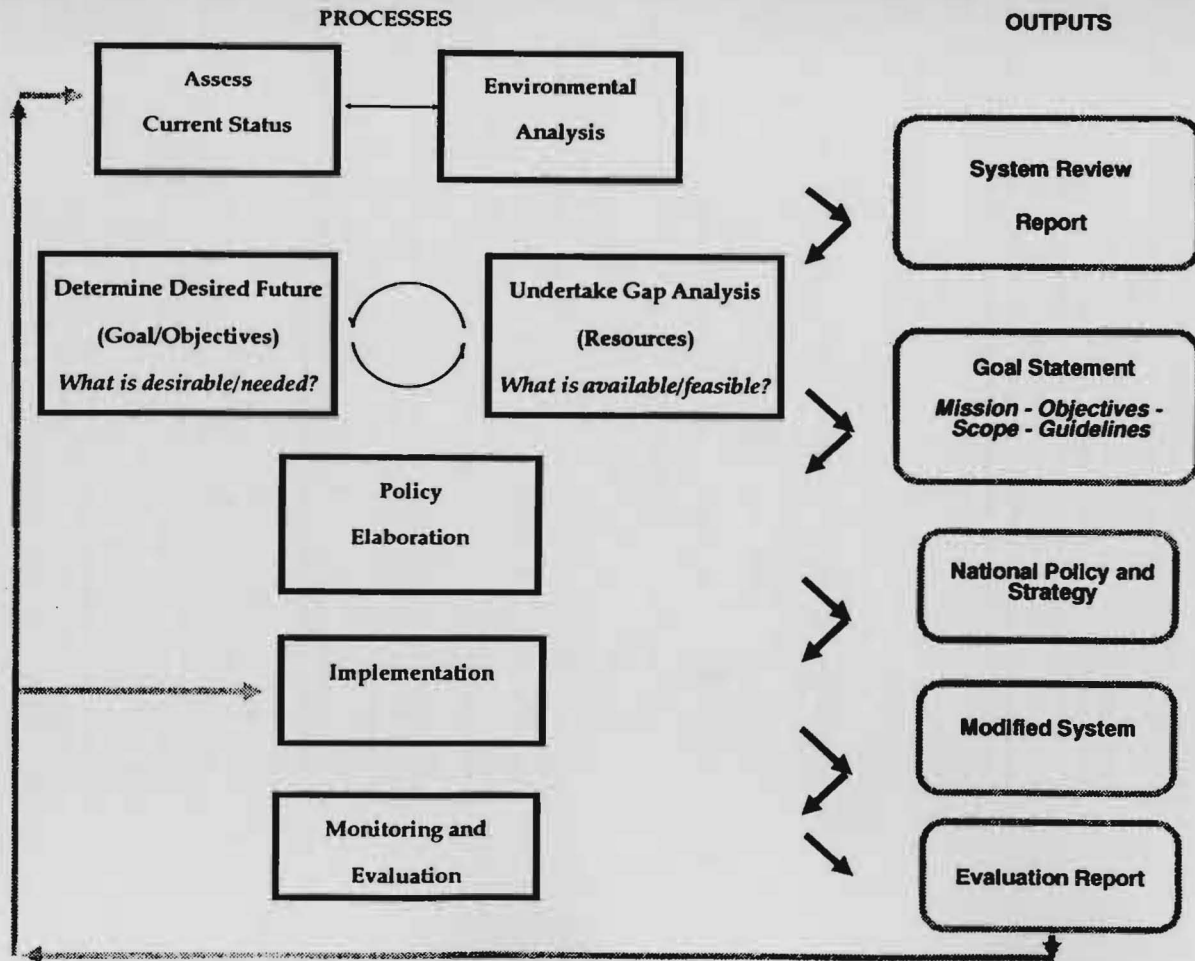 PROCESSES
OUTPUTS
Assess
Current Status
Environmental
Analysis
System Review
Report
Determine Desired Future
(Goal/Objectives)
What is desirable/needed?
Undertake Gap Analysis
(Resources)
What is available/feasible?
Goal Statement
Mission - Objectives -
Scope - Guidelines
Policy
Elaboration
National Policy and
Strategy
Implementation
Modified System
Monitoring and
Evaluation
Evaluation Report